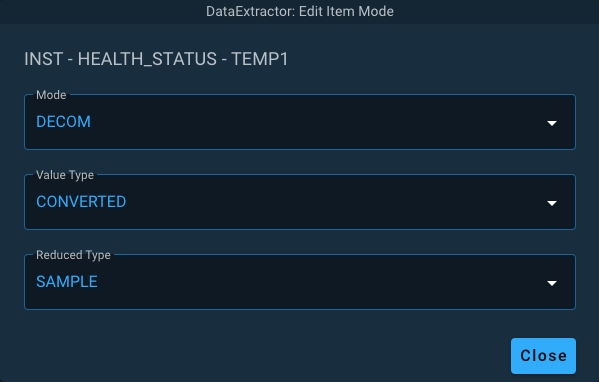 DataExtractor: Edit Item Mode
INST - HEALTH_STATUS - TEMP1
Mode
DECOM
Value Type
CONVERTED
Reduced Type
SAMPLE
Close